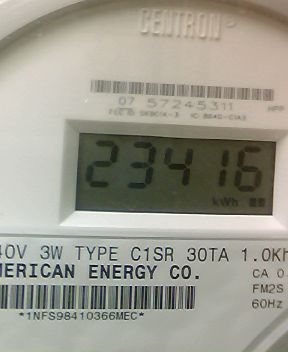 CENTRON
07 57245311
23416
kWh
40V 3W TYPE C1SR 30TA 1.0Kh
MERICAN ENERGY CO.
CA 0
FM2S
60Hz
*1NFS98410366MEC*